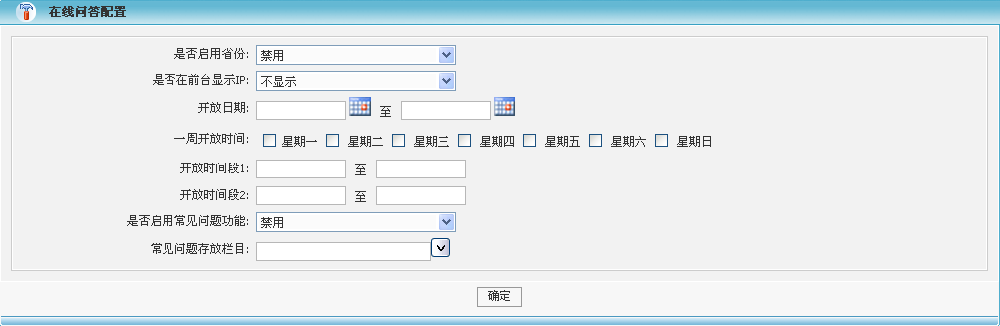 在线问答配置
是否启用省份: 禁用
是否在前台显示IP: 不显示
开放日期: 至
一周开放时间: 星期一 星期二 星期三 星期四 星期五 星期六 星期日
开放时间段1: 至
开放时间段2: 至
是否启用常见问题功能: 禁用
常见问题存放栏目:
确定